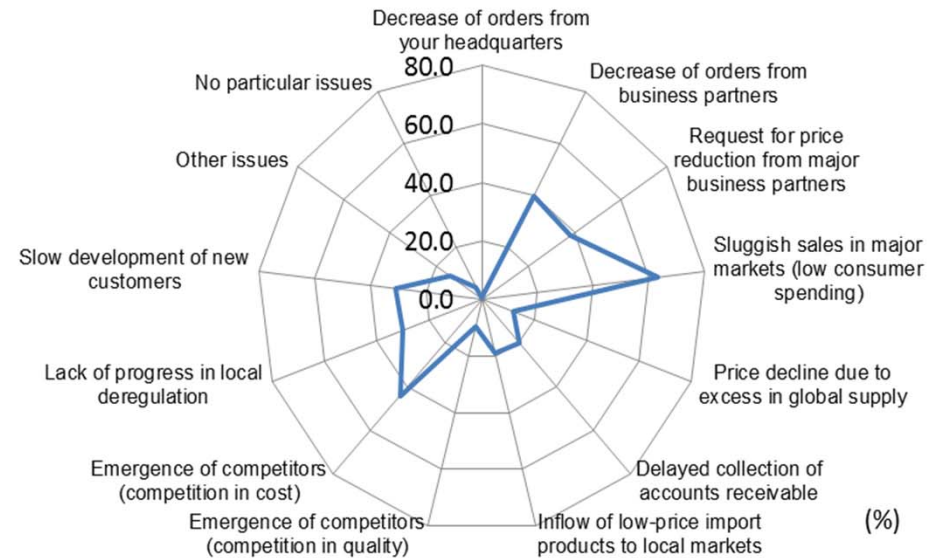 Decrease of orders from
your headquarters
80.0
60.0
40.0
20.0
0.0
Decrease of orders from
business partners
Request for price
reduction from major
business partners
Sluggish sales in major
markets (low consumer
spending)
Price decline due to
excess in global supply
Delayed collection of
accounts receivable
Inflow of low-price import
products to local markets
Emergence of competitors
(competition in quality)
Emergence of competitors
(competition in cost)
Lack of progress in local
deregulation
Slow development of new
customers
Other issues
No particular issues
(%)